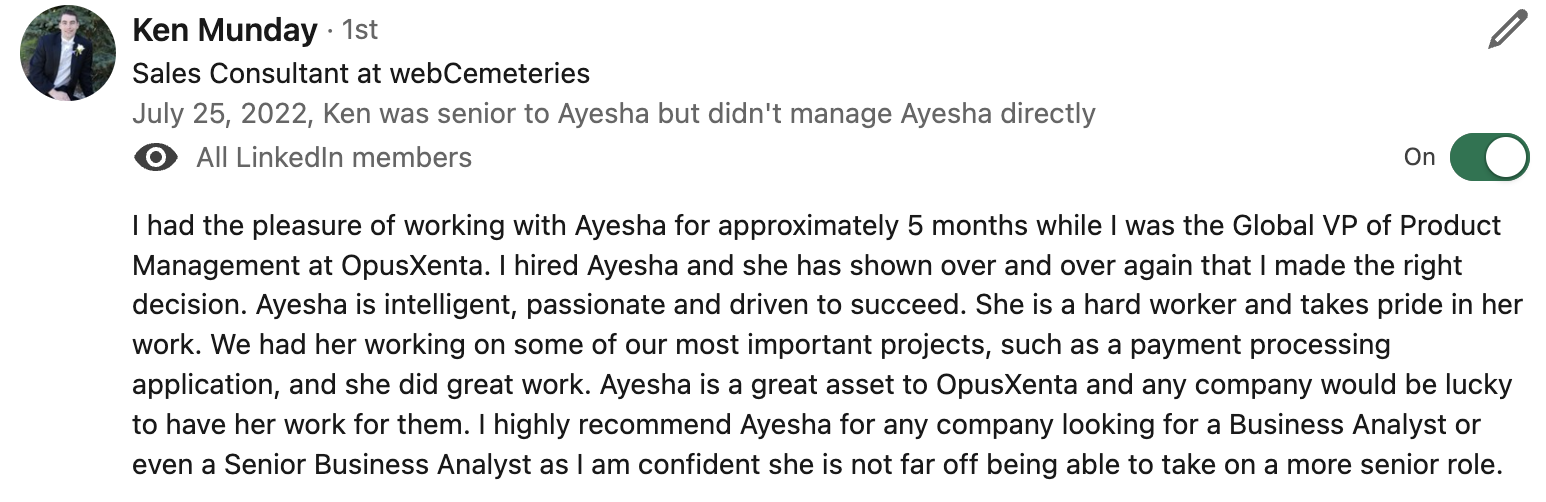 Ken Munday · 1st
Sales Consultant at webCemeteries
July 25, 2022, Ken was senior to Ayesha but didn't manage Ayesha directly
All LinkedIn members
On
I had the pleasure of working with Ayesha for approximately 5 months while I was the Global VP of Product
Management at OpusXenta. I hired Ayesha and she has shown over and over again that I made the right
decision. Ayesha is intelligent, passionate and driven to succeed. She is a hard worker and takes pride in her
work. We had her working on some of our most important projects, such as a payment processing
application, and she did great work. Ayesha is a great asset to OpusXenta and any company would be lucky
to have her work for them. I highly recommend Ayesha for any company looking for a Business Analyst or
even a Senior Business Analyst as I am confident she is not far off being able to take on a more senior role.